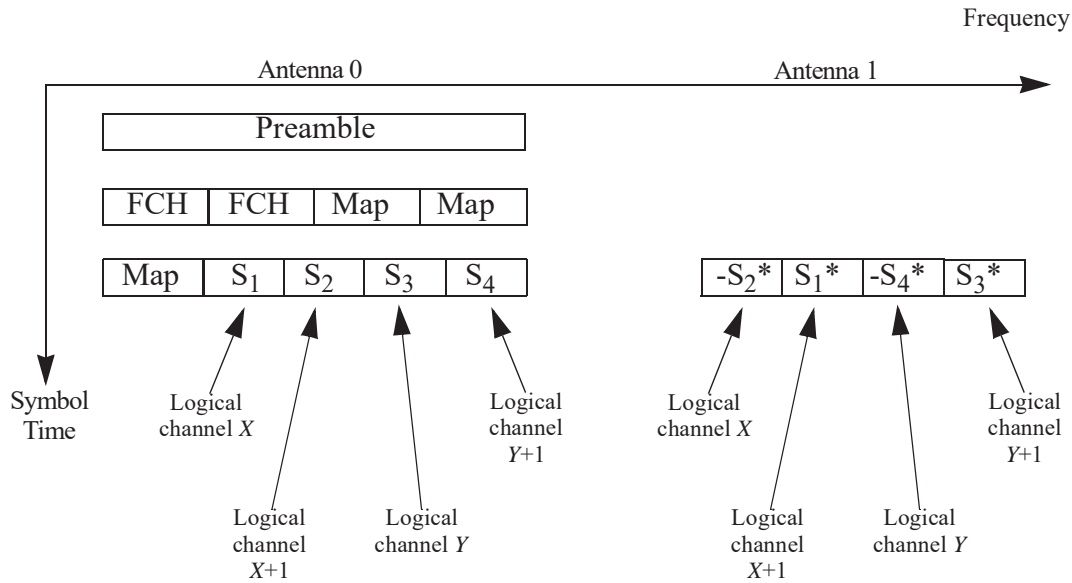 Frequency
Antenna 0 Antenna 1
Preamble
FCH FCH Map Map
Map S1 S2 S3 S4 -S2* S1* -S4* S3*
Symbol
Time
Logical
channel X
Logical
channel
Y+1
Logical
channel X
Logical
channel
Y+1
Logical
channel
X+1
Logical
channel Y
Logical
channel
X+1
Logical
channel Y